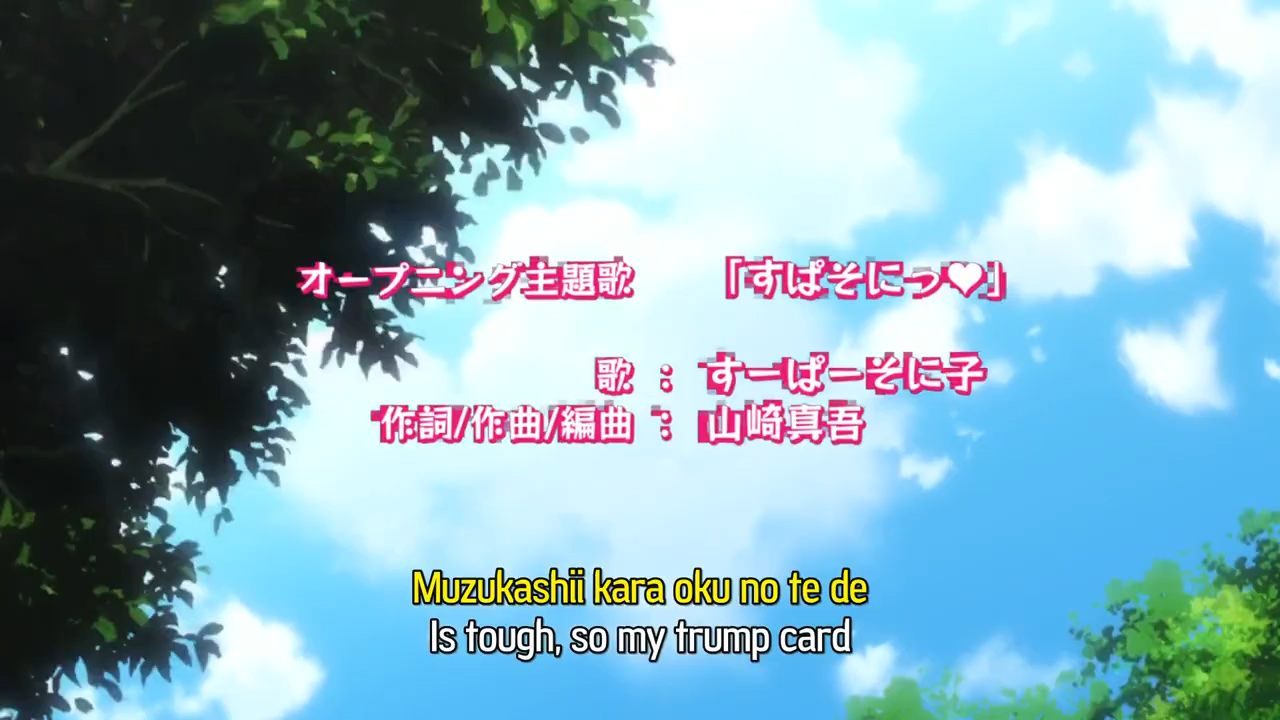 オープニング主題歌 「すぱそにっ♥」
歌 : すーぱーそに子
作詞/作曲/編曲 : 山崎真吾
Muzukashii kara oku no te de
Is tough, so my trump card